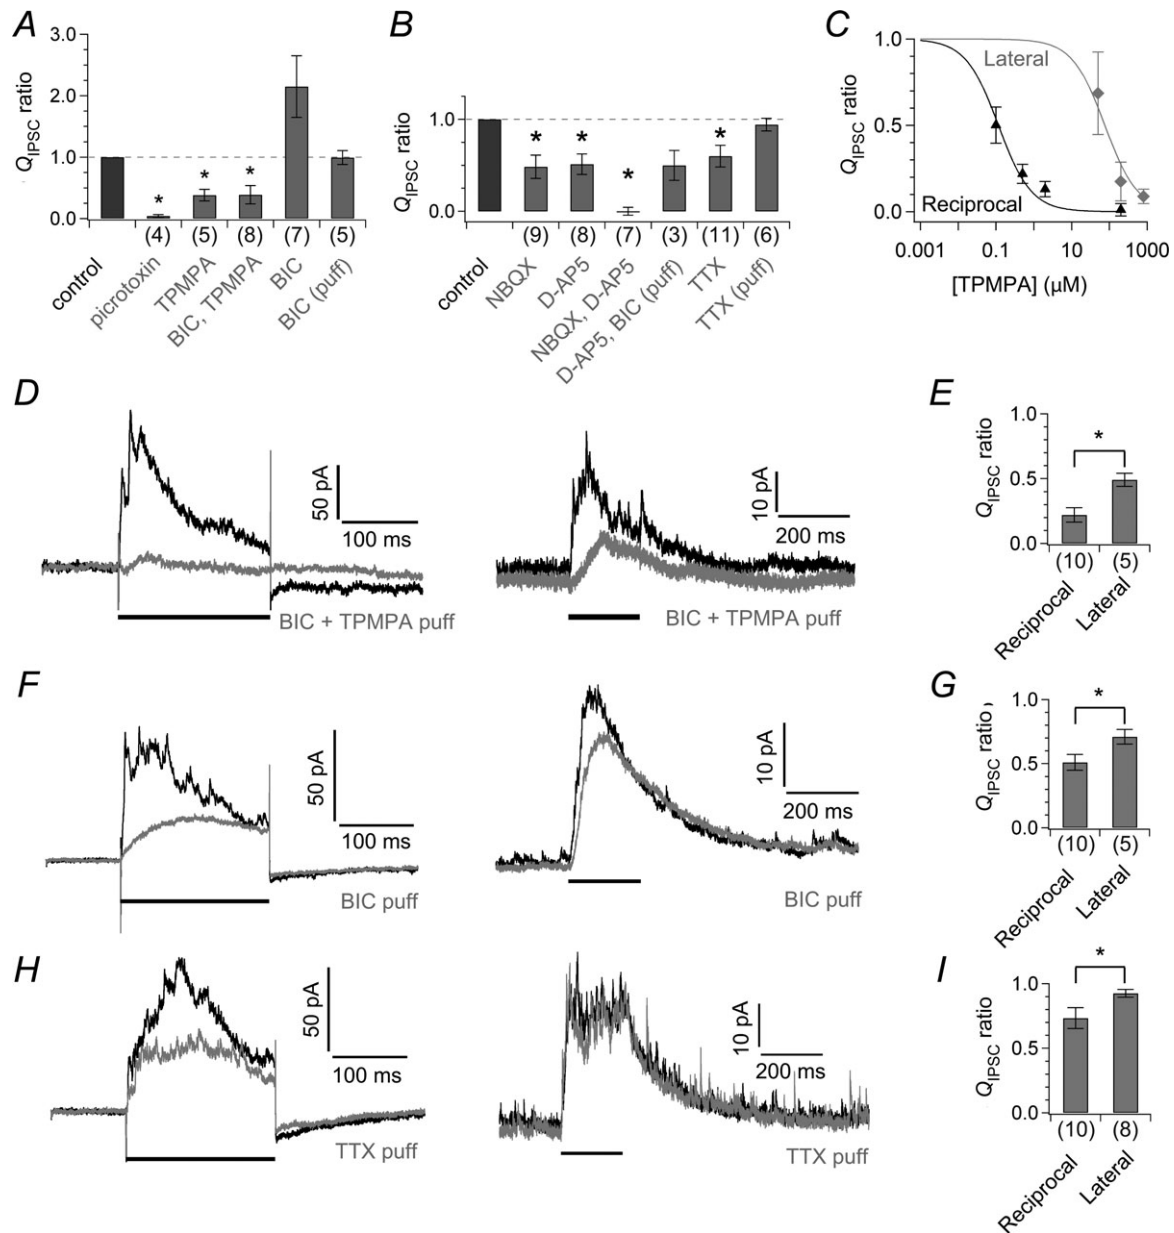 A
Q_IPSC ratio
3.0
2.0
1.0
0.0
(4)
(5)
(8)
(7)
(5)
control
picrotoxin
TPMPA
BIC, TPMPA
BIC
BIC (puff)
*
*
*
B
Q_IPSC ratio
1.0
0.0
(9)
(8)
(7)
(3)
(11)
(6)
control
NBQX
D-AP5
NBQX, D-AP5
D-AP5, BIC (puff)
TTX
TTX (puff)
*
*
*
*
C
Q_IPSC ratio
1.0
0.5
0.0
Lateral
Reciprocal
0.001
0.1
10
1000
[TPMPA] (µM)
D
50 pA
100 ms
BIC + TPMPA puff
10 pA
200 ms
BIC + TPMPA puff
E
Q_IPSC ratio
1.0
0.5
0.0
*
(10)
(5)
Reciprocal
Lateral
F
50 pA
100 ms
BIC puff
10 pA
200 ms
BIC puff
G
Q_IPSC ratio,
1.0
0.5
0.0
*
(10)
(5)
Reciprocal
Lateral
H
50 pA
100 ms
TTX puff
10 pA
200 ms
TTX puff
I
Q_IPSC ratio
1.0
0.5
0.0
*
(10)
(8)
Reciprocal
Lateral